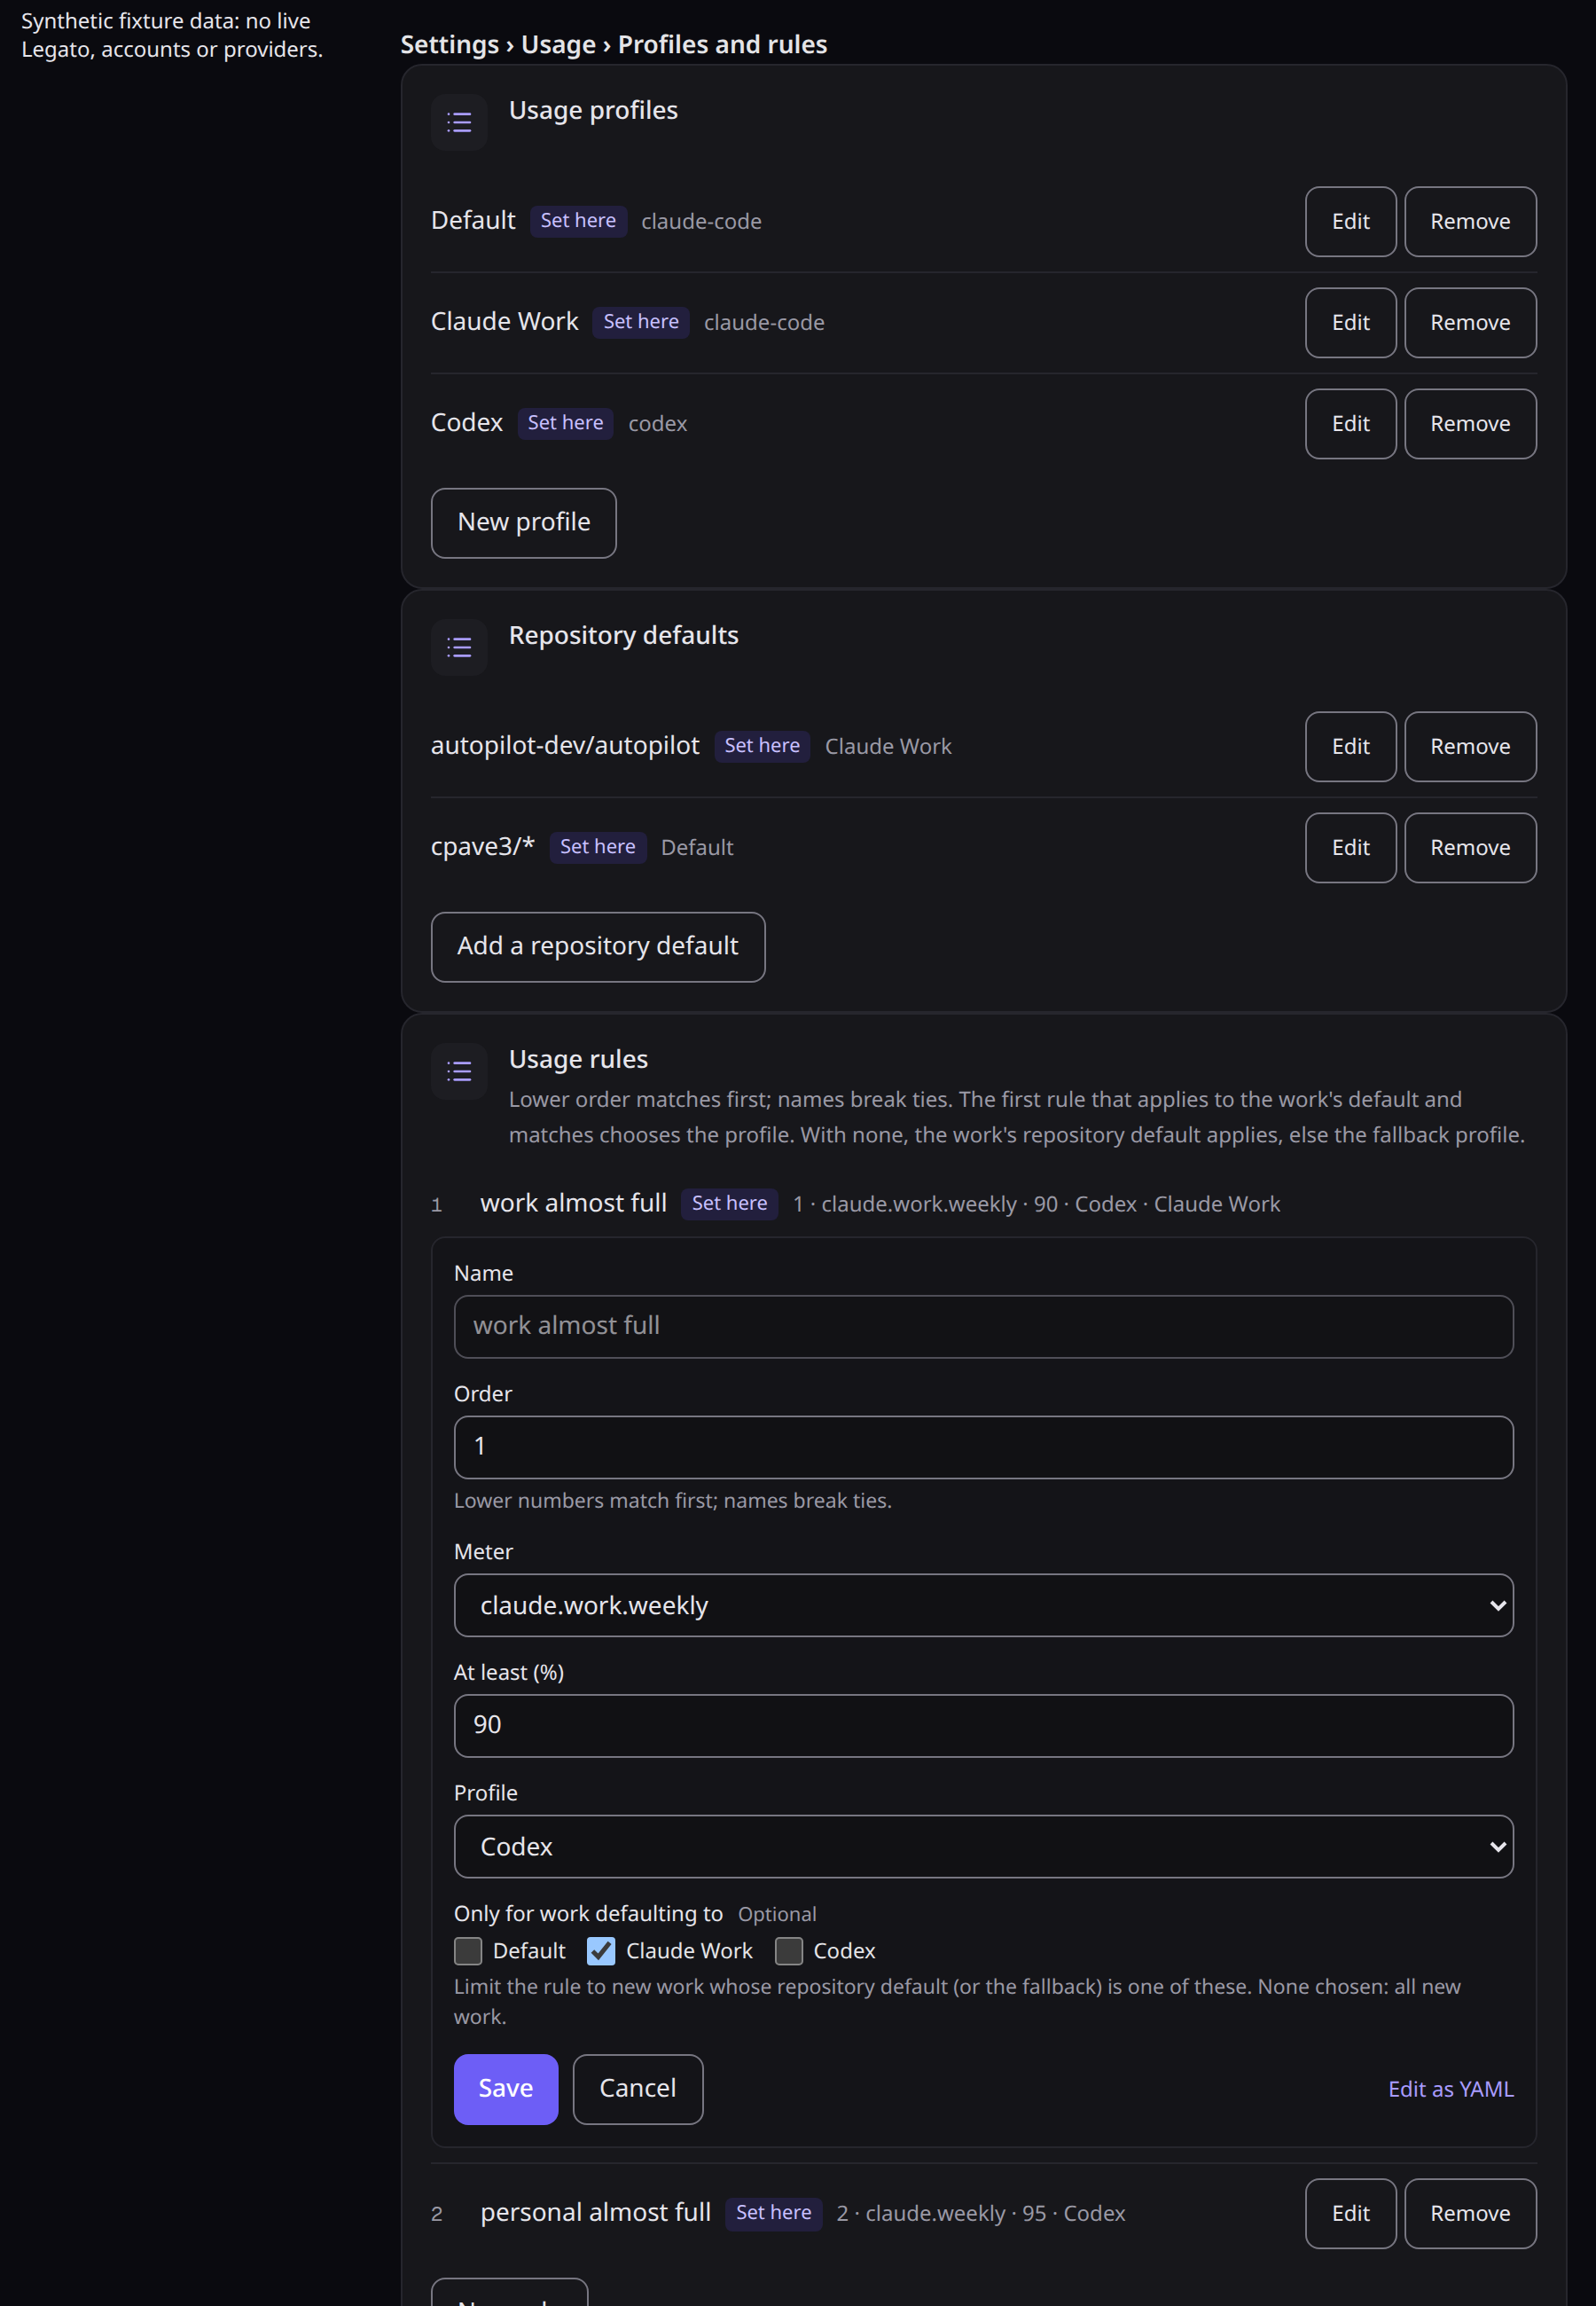 Synthetic fixture data: no live
Legato, accounts or providers.
Settings › Usage › Profiles and rules
Usage profiles
Default Set here claude-code Edit Remove
Claude Work Set here claude-code Edit Remove
Codex Set here codex Edit Remove
New profile
Repository defaults
autopilot-dev/autopilot Set here Claude Work Edit Remove
cpave3/* Set here Default Edit Remove
Add a repository default
Usage rules
Lower order matches first; names break ties. The first rule that applies to the work's default and
matches chooses the profile. With none, the work's repository default applies, else the fallback profile.
1 work almost full Set here 1 · claude.work.weekly · 90 · Codex · Claude Work
Name
work almost full
Order
1
Lower numbers match first; names break ties.
Meter
claude.work.weekly
At least (%)
90
Profile
Codex
Only for work defaulting to Optional
Default Claude Work Codex
Limit the rule to new work whose repository default (or the fallback) is one of these. None chosen: all new
work.
Save Cancel Edit as YAML
2 personal almost full Set here 2 · claude.weekly · 95 · Codex Edit Remove